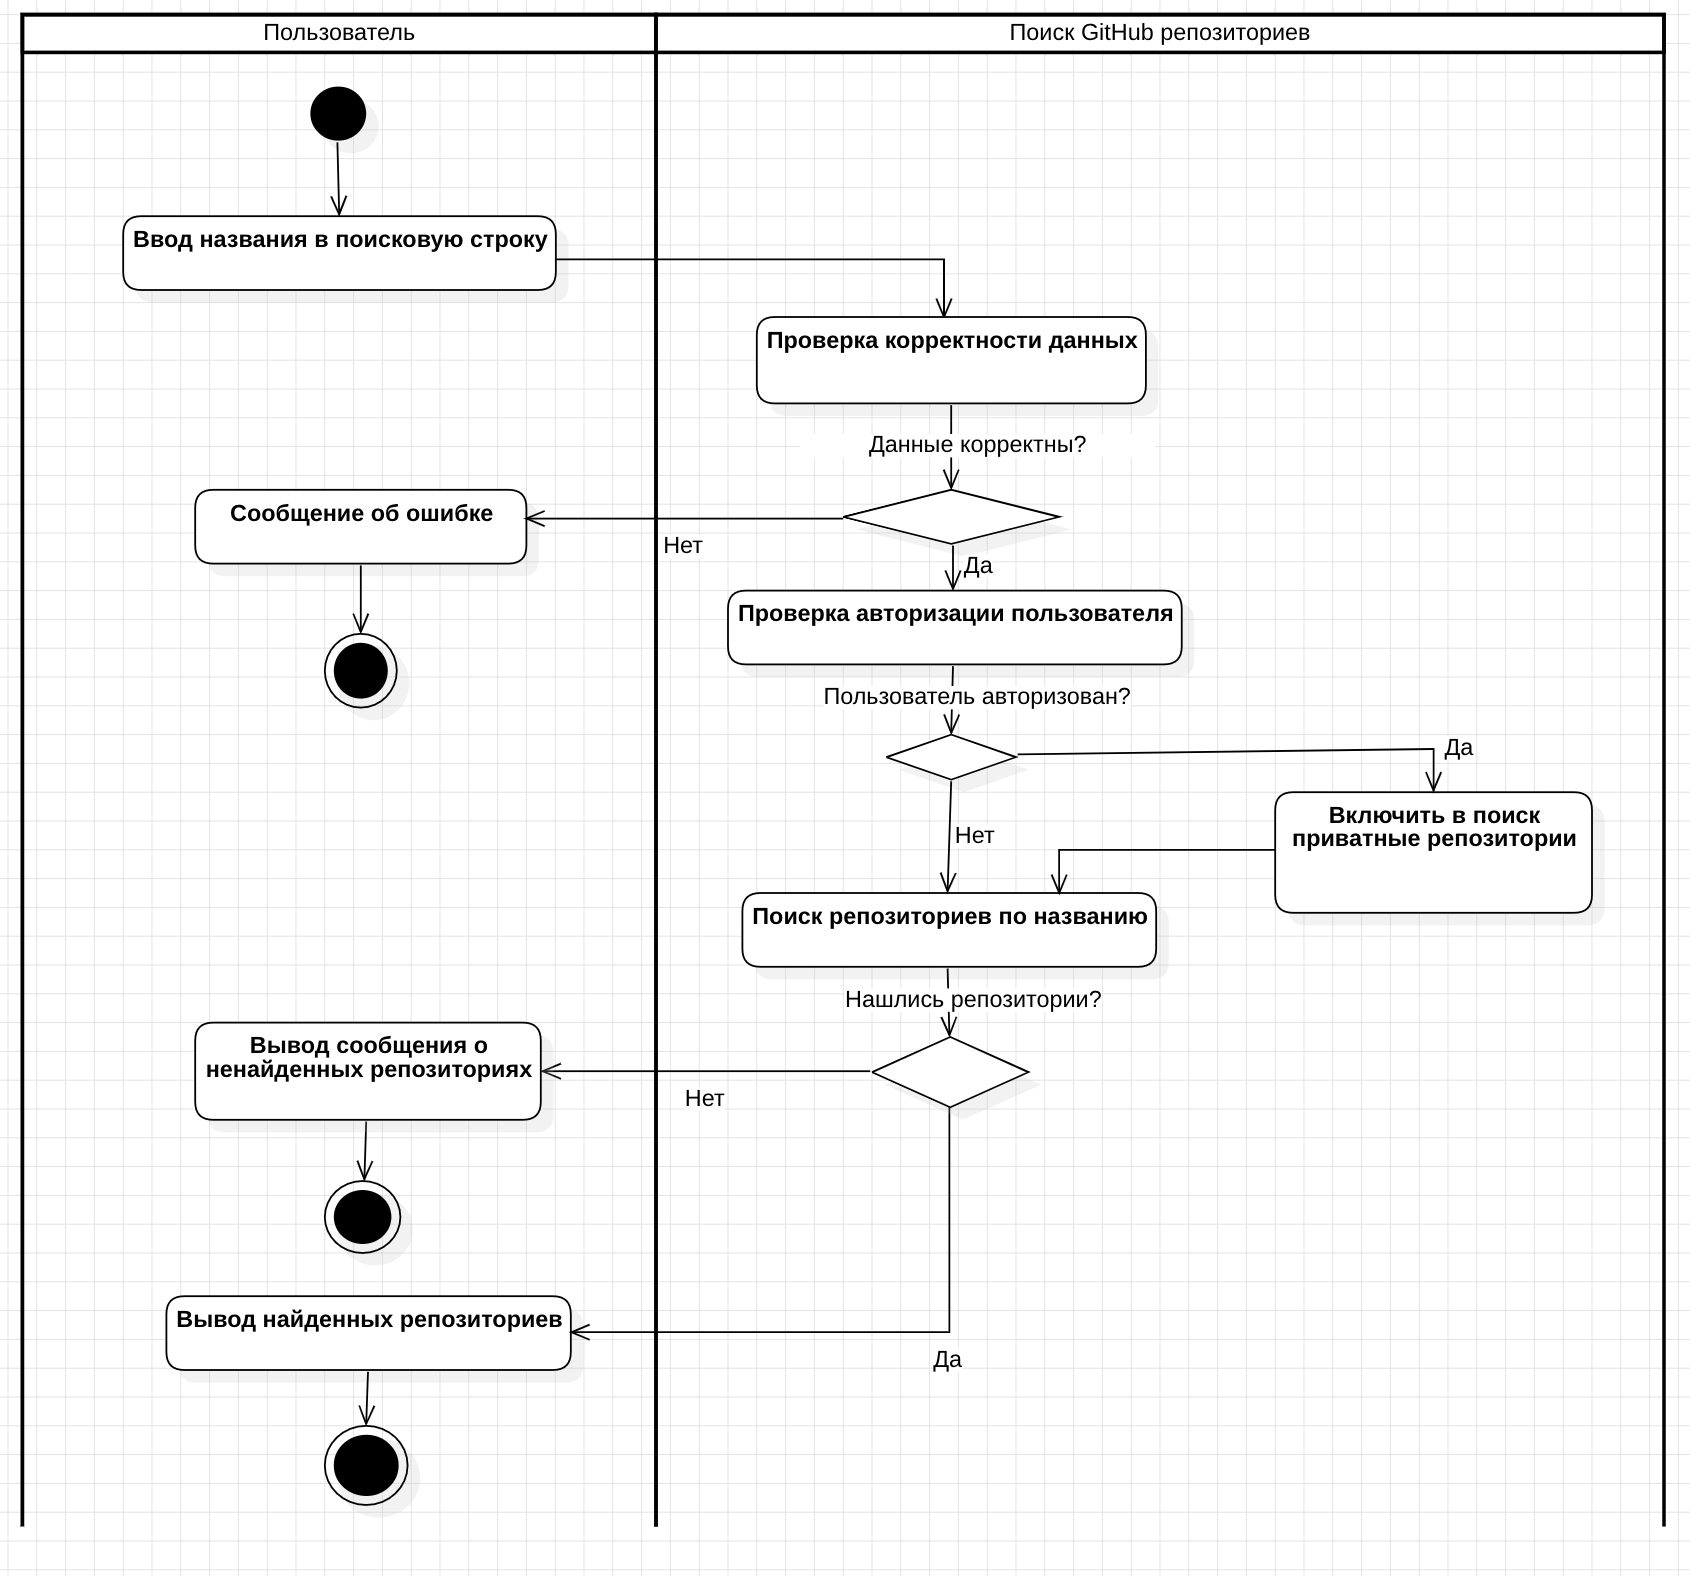 Пользователь
Поиск GitHub репозиториев
Ввод названия в поисковую строку
Проверка корректности данных
Данные корректны?
Сообщение об ошибке
Нет
Да
Проверка авторизации пользователя
Пользователь авторизован?
Да
Включить в поиск
приватные репозитории
Нет
Поиск репозиториев по названию
Нашлись репозитории?
Вывод сообщения о
ненайденных репозиториях
Нет
Вывод найденных репозиториев
Да